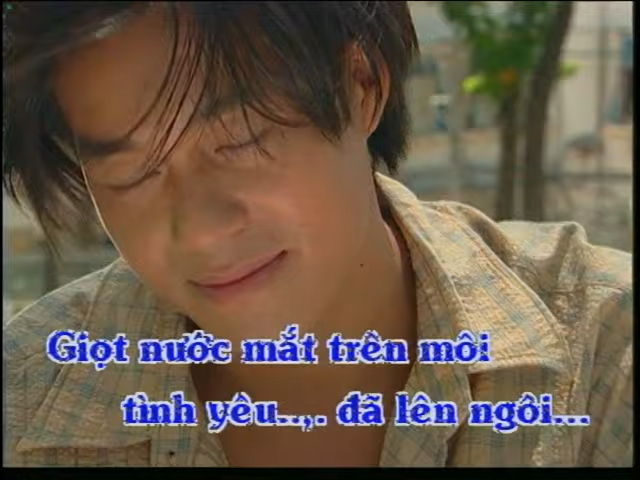 Giọt nước mắt trên môi
tình yêu..,. đã lên ngôi...